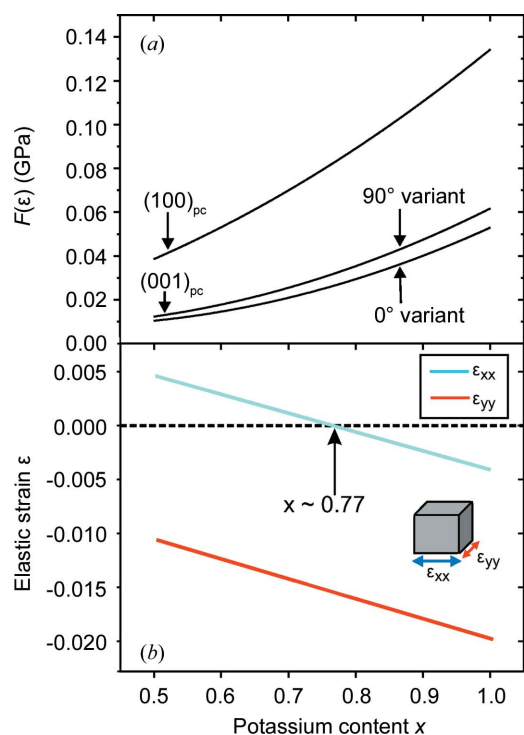 (a)
F(ε) (GPa)
0.14
0.12
0.10
0.08
0.06
0.04
0.02
0.00
(100)pc
(001)pc
90° variant
0° variant
(b)
Elastic strain ε
0.005
0.000
-0.005
-0.010
-0.015
-0.020
εxx
εyy
x ~ 0.77
εxx
εyy
0.5 0.6 0.7 0.8 0.9 1.0
Potassium content x